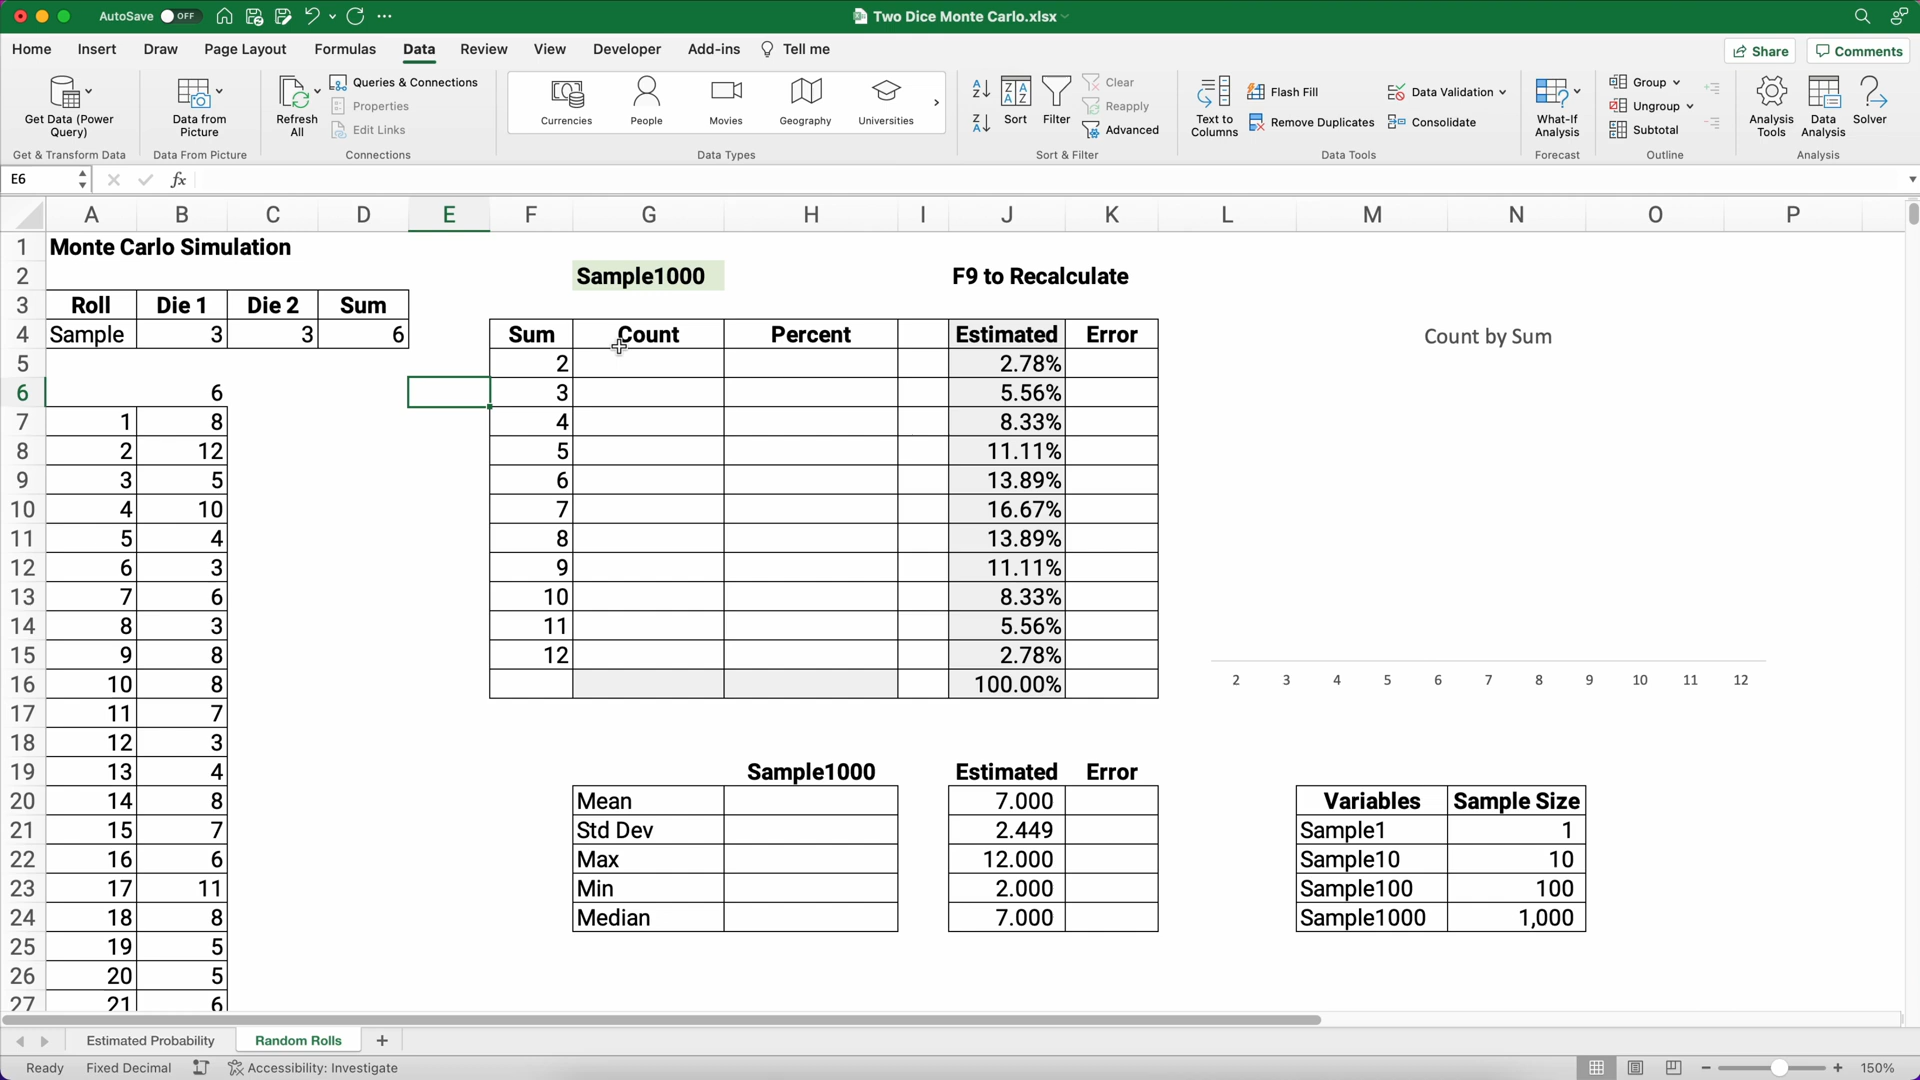 AutoSave OFF
Two Dice Monte Carlo.xlsx
Home Insert Draw Page Layout Formulas Data Review View Developer Add-ins Tell me Share Comments
Get Data (Power Query)
Get & Transform Data
Data from Picture
Data From Picture
Refresh All
Queries & Connections
Properties
Edit Links
Connections
Currencies People Movies Geography Universities
Data Types
Sort
Filter
Clear
Reapply
Advanced
Sort & Filter
Text to Columns
Flash Fill
Remove Duplicates
Data Validation
Consolidate
Data Tools
What-If Analysis
Forecast
Group
Ungroup
Subtotal
Outline
Analysis Tools
Data Analysis
Solver
Analysis
E6 fx
A B C D E F G H I J K L M N O P
1 Monte Carlo Simulation
2 Sample1000 F9 to Recalculate
3 Roll Die 1 Die 2 Sum
4 Sample 3 3 6 Sum Count Percent Estimated Error Count by Sum
5 2 2.78%
6 6 3 5.56%
7 1 8 4 8.33%
8 2 12 5 11.11%
9 3 5 6 13.89%
10 4 10 7 16.67%
11 5 4 8 13.89%
12 6 3 9 11.11%
13 7 6 10 8.33%
14 8 3 11 5.56%
15 9 8 12 2.78%
16 10 8 100.00% 2 3 4 5 6 7 8 9 10 11 12
17 11 7
18 12 3
19 13 4 Sample1000 Estimated Error
20 14 8 Mean 7.000 Variables Sample Size
21 15 7 Std Dev 2.449 Sample1 1
22 16 6 Max 12.000 Sample10 10
23 17 11 Min 2.000 Sample100 100
24 18 8 Median 7.000 Sample1000 1,000
25 19 5
26 20 5
27 21 6
Estimated Probability Random Rolls
Ready Fixed Decimal Accessibility: Investigate 150%